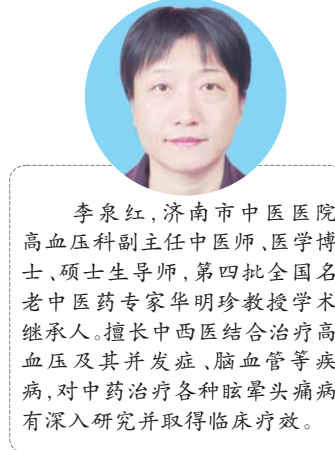 李泉红,济南市中医医院
高血压科副主任中医师、医学博
士、硕士生导师,第四批全国名
老中医药专家华明珍教授学术
继承人。擅长中西医结合治疗高
血压及其并发症、脑血管等疾
病,对中药治疗各种眩晕头痛病
有深入研究并取得临床疗效。